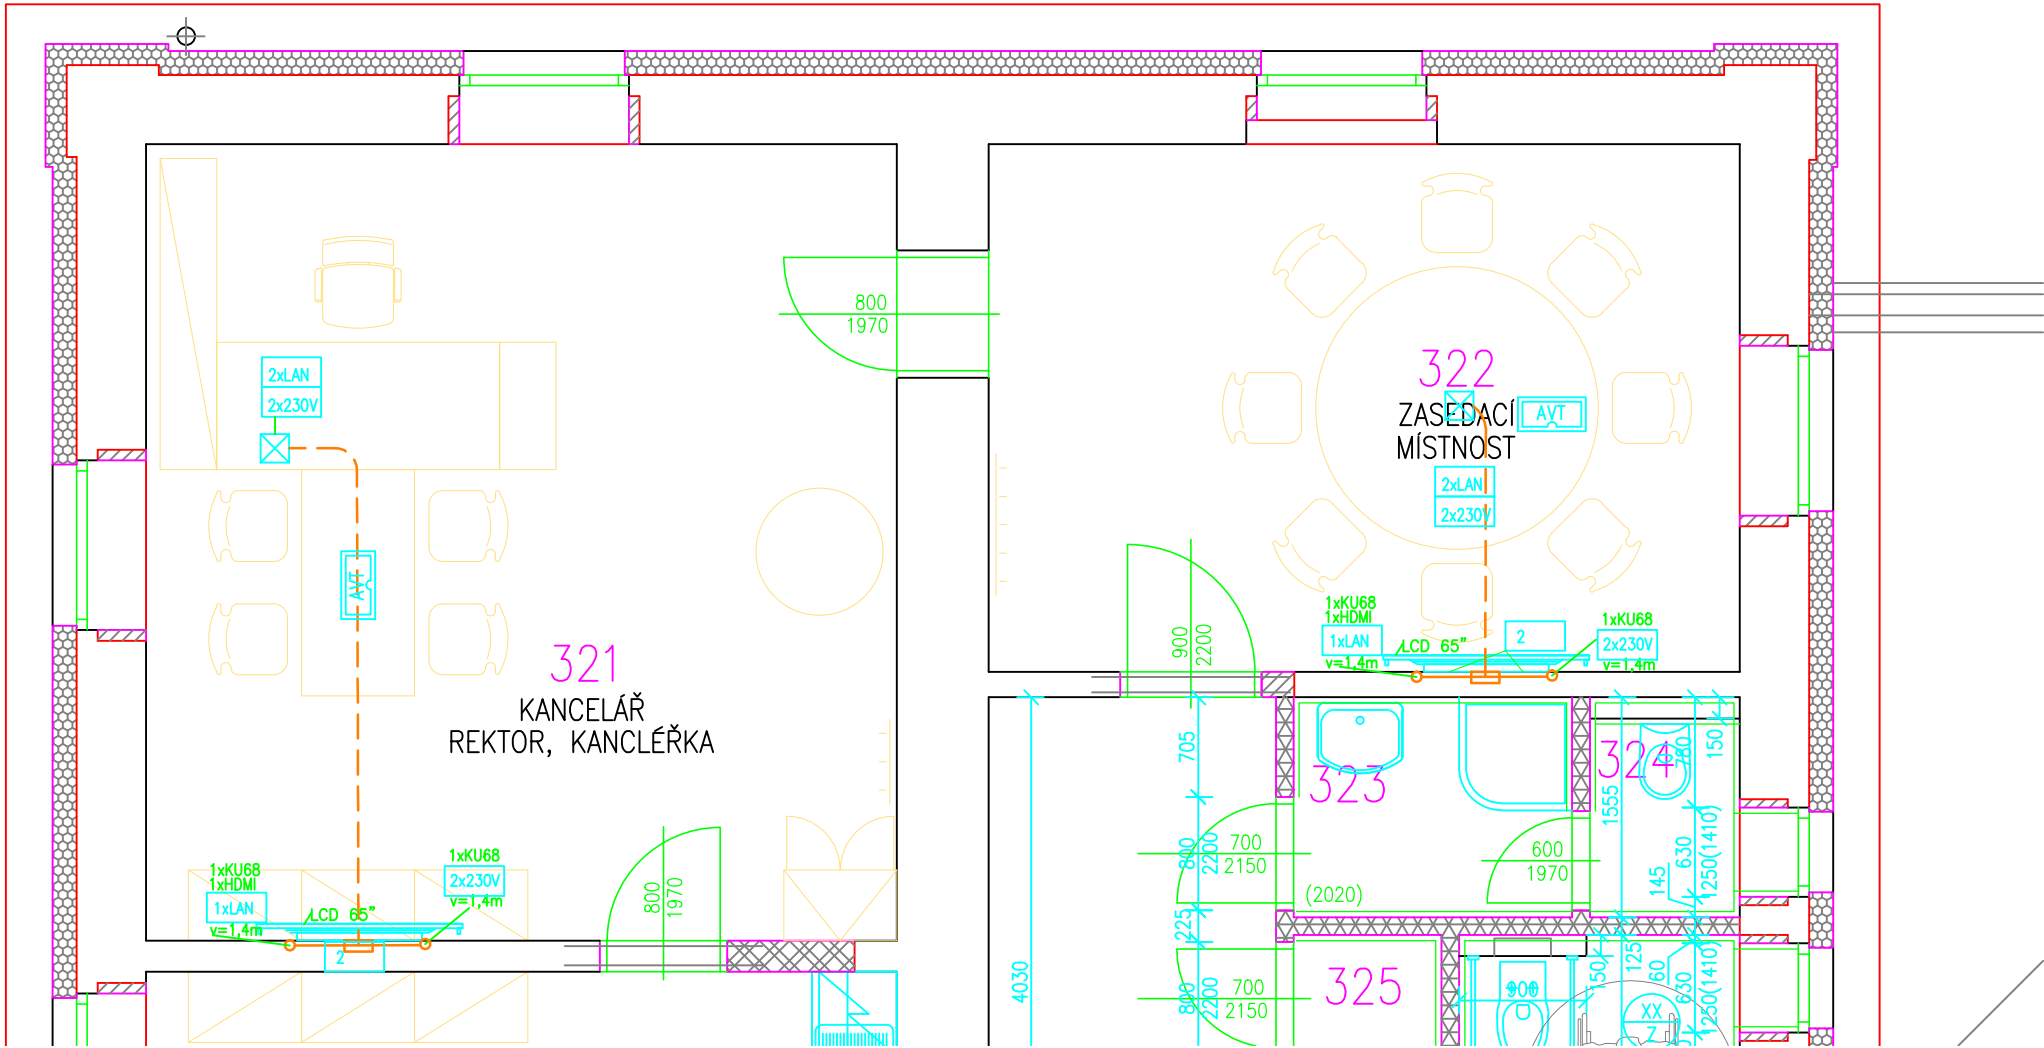 2xLAN
2x230V
AVT
321
KANCELÁŘ
REKTOR, KANCLÉŘKA
1xKU68
1xHDMI
1xLAN
v=1,4m
LCD 65"
2
1xKU68
2x230V
v=1,4m
800
1970
800
1970
322
ZASEDACÍ
MÍSTNOST
AVT
2xLAN
2x230V
1xKU68
1xHDMI
1xLAN
v=1,4m
LCD 65"
2
1xKU68
2x230V
v=1,4m
900
2200
323
324
325
705
800
2200
700
2150
(2020)
600
1970
225
4030
800
2200
700
2150
1555
780
150
145
630
1250(1410)
125
150
60
630
1250(1410)
900
XX
Z